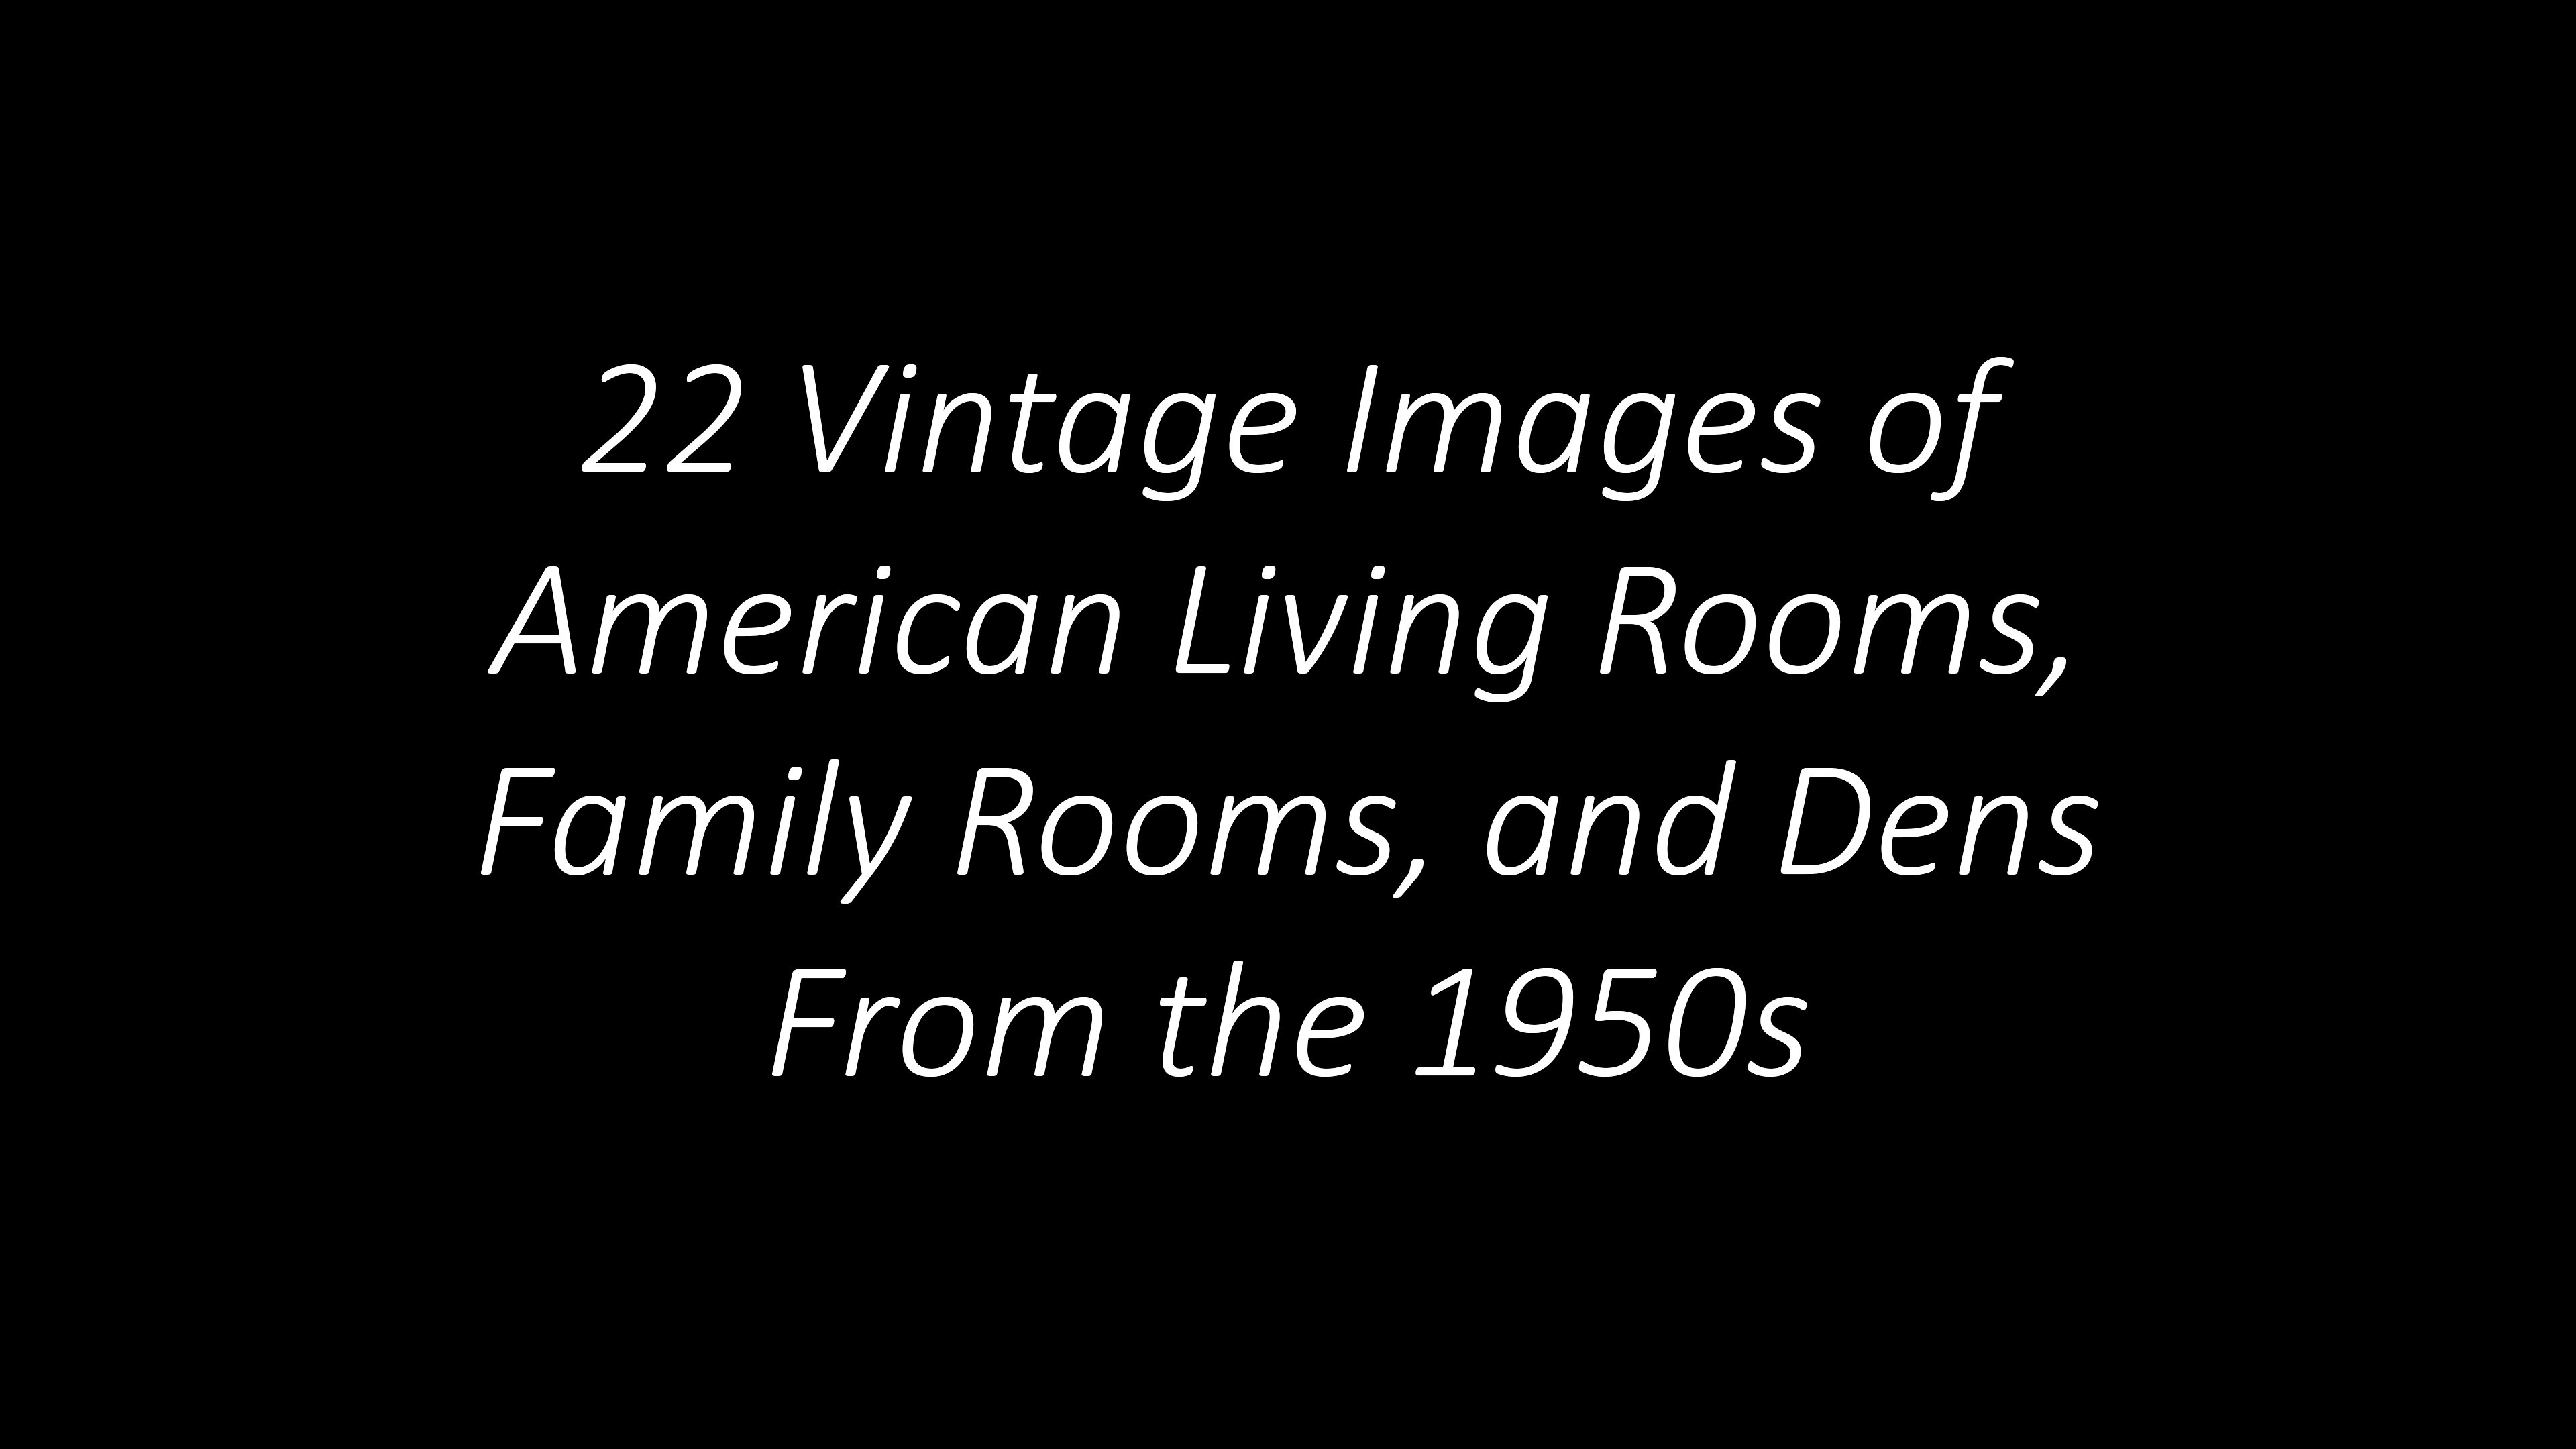 22 Vintage Images of
American Living Rooms,
Family Rooms, and Dens
From the 1950s